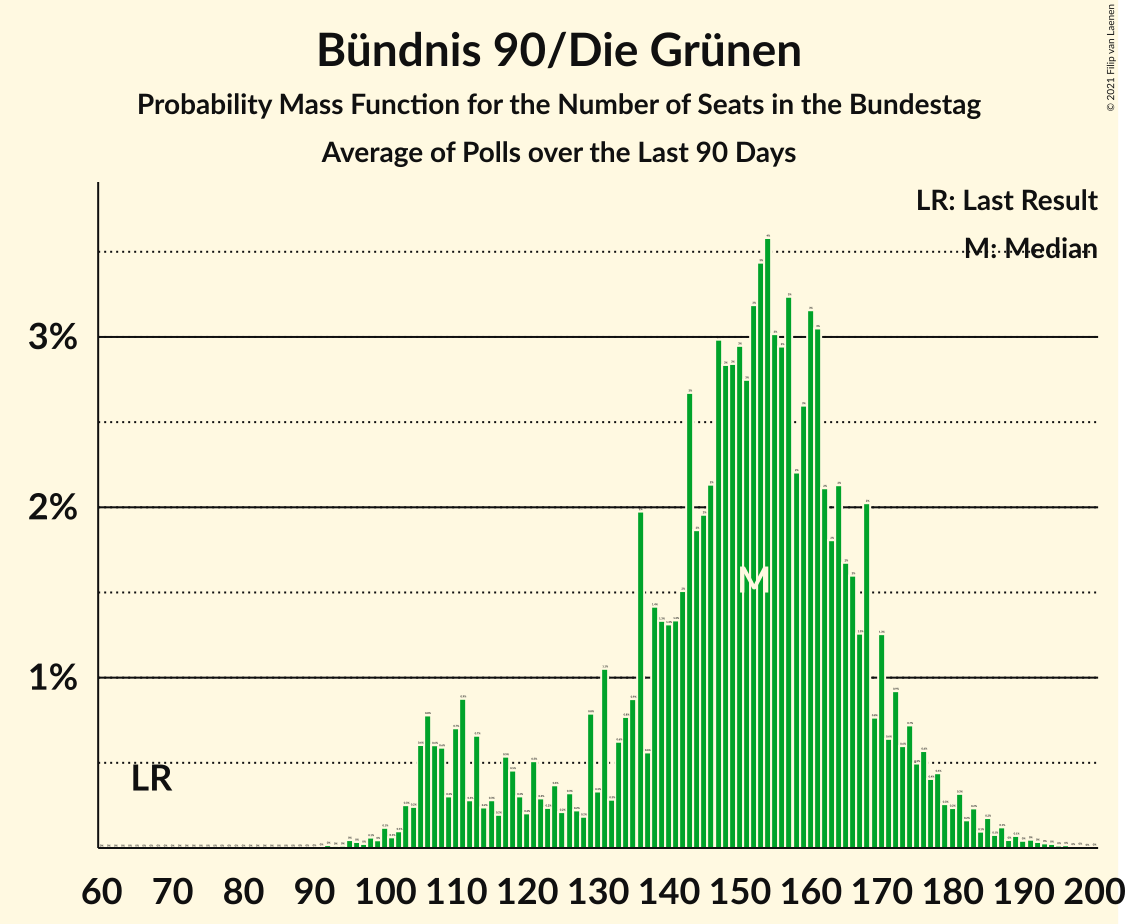 Bündnis 90/Die Grünen
Probability Mass Function for the Number of Seats in the Bundestag
Average of Polls over the Last 90 Days
© 2021 Filip van Laenen
LR: Last Result
M: Median
3%
2%
1%
LR
M
60 70 80 90 100 110 120 130 140 150 160 170 180 190 200